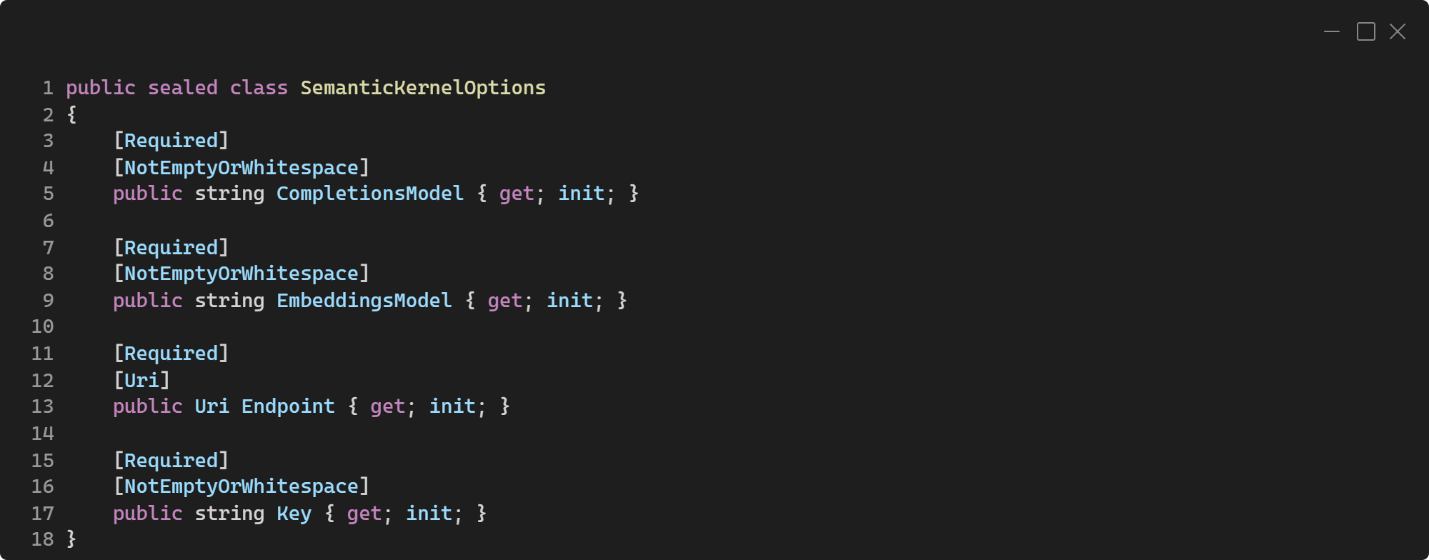 1 public sealed class SemanticKernelOptions
2 {
3     [Required]
4     [NotEmptyOrWhitespace]
5     public string CompletionsModel { get; init; }
6
7     [Required]
8     [NotEmptyOrWhitespace]
9     public string EmbeddingsModel { get; init; }
10
11     [Required]
12     [Uri]
13     public Uri Endpoint { get; init; }
14
15     [Required]
16     [NotEmptyOrWhitespace]
17     public string Key { get; init; }
18 }